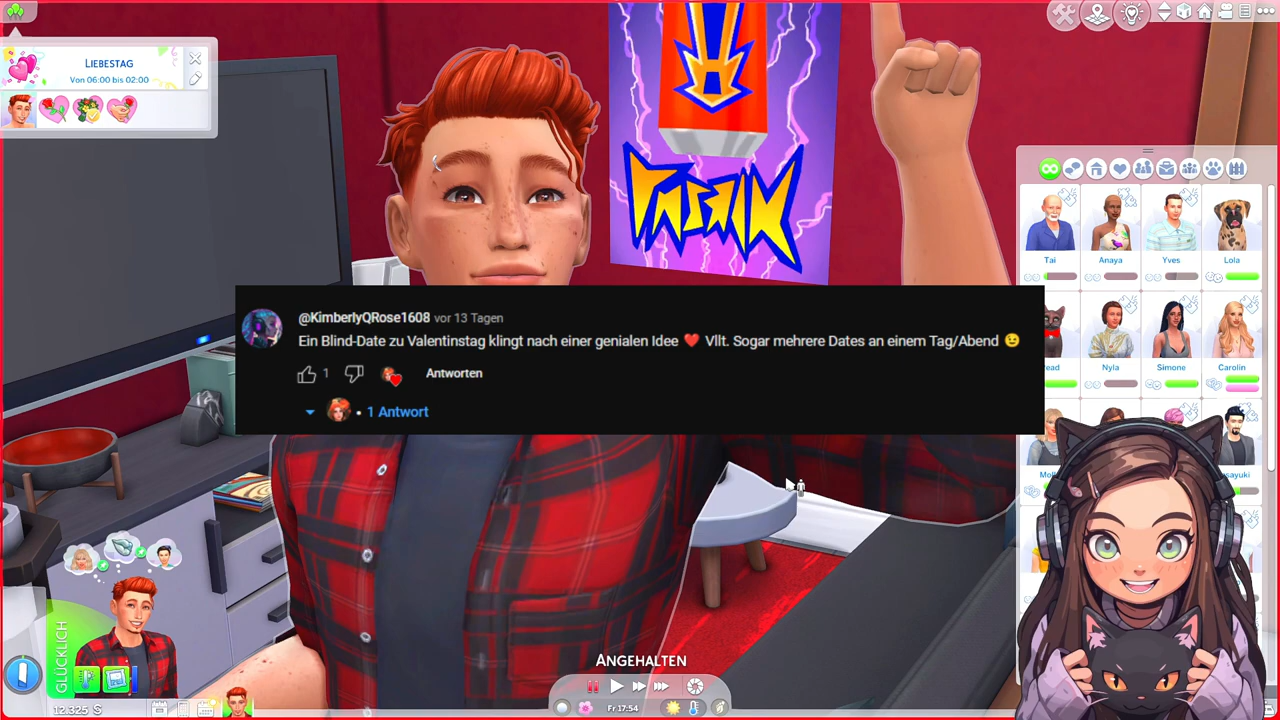 LIEBESTAG
Von 06:00 bis 02:00
Tai
Anaya
Yves
Lola
@KimberlyQRose1608 vor 13 Tagen
Ein Blind-Date zu Valentinstag klingt nach einer genialen Idee ❤️ Vllt. Sogar mehrere Dates an einem Tag/Abend 😉
1
Antworten
1 Antwort
Nyla
Simone
Carolin
GLÜCKLICH
ANGEHALTEN
12.325 $
Fr 17:54